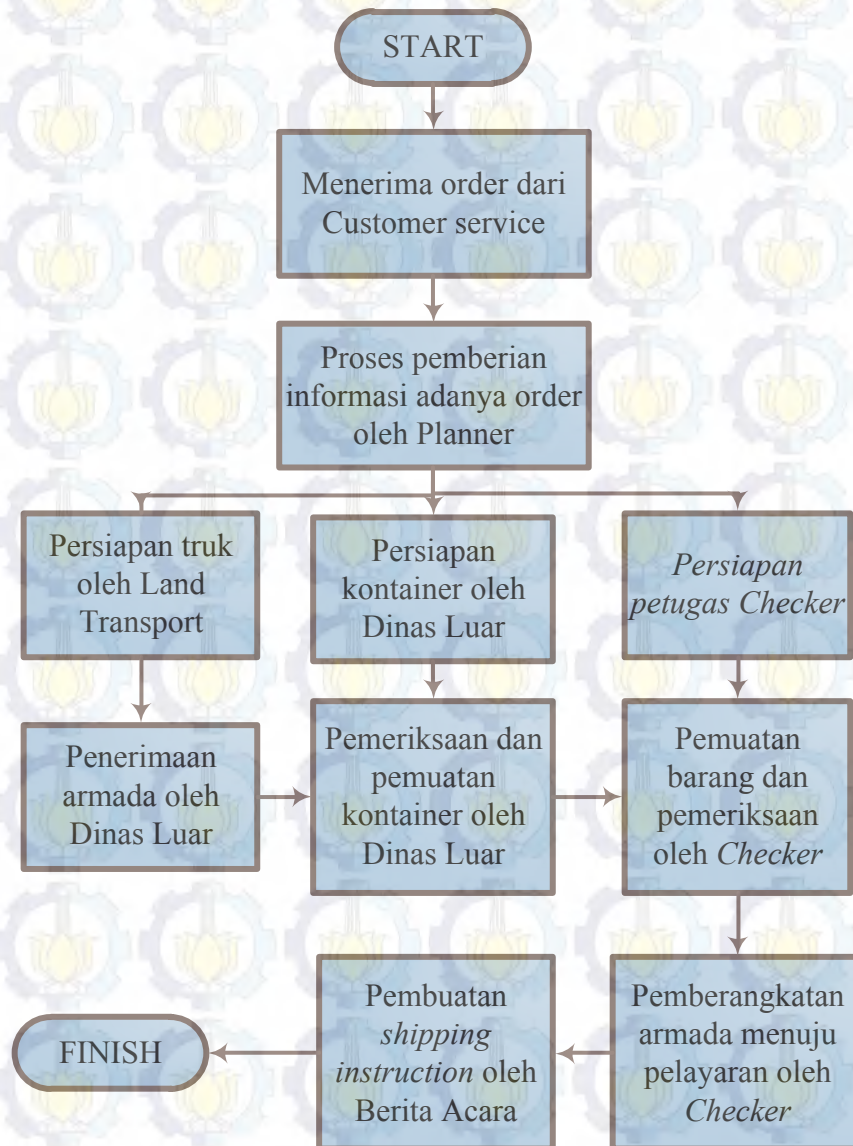 START
Menerima order dari
Customer service
Proses pemberian
informasi adanya order
oleh Planner
Persiapan truk
oleh Land
Transport
Persiapan
kontainer oleh
Dinas Luar
Persiapan
petugas Checker
Penerimaan
armada oleh
Dinas Luar
Pemeriksaan dan
pemuatan
kontainer oleh
Dinas Luar
Pemuatan
barang dan
pemeriksaan
oleh Checker
Pemberangkatan
armada menuju
pelayaran oleh
Checker
Pembuatan
shipping
instruction oleh
Berita Acara
FINISH